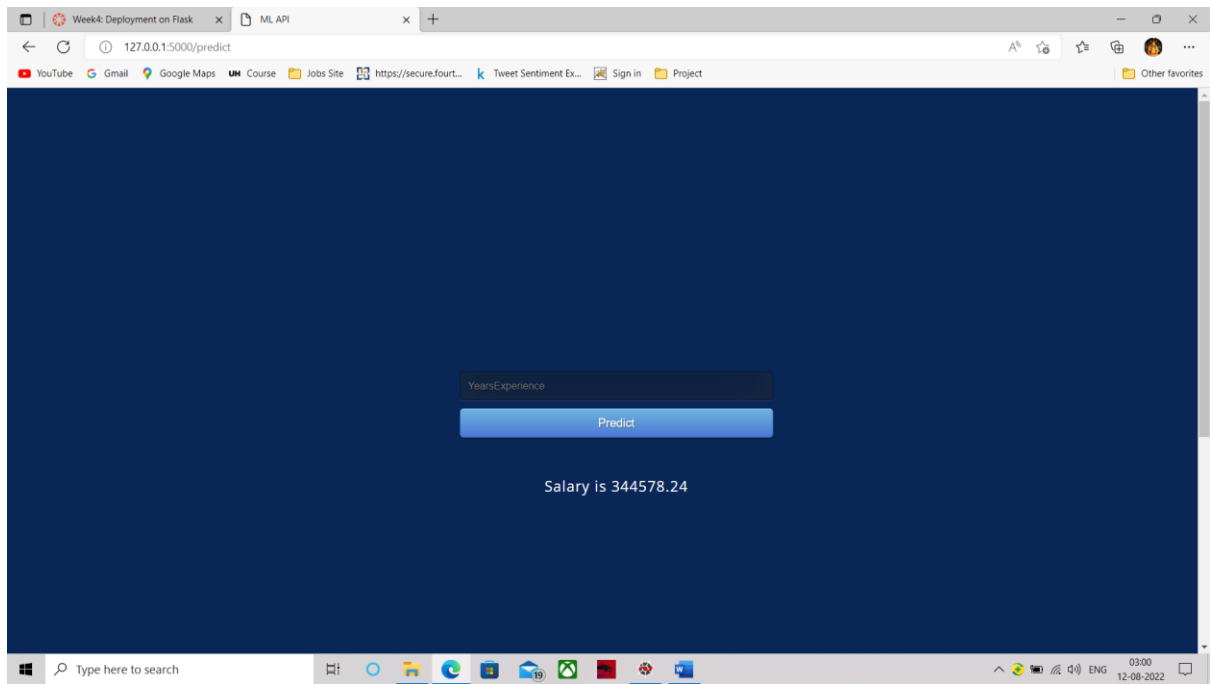 Week4: Deployment on Flask
ML API
127.0.0.1:5000/predict
YouTube Gmail Google Maps UH Course Jobs Site https://secure.fourt... k Tweet Sentiment Ex... Sign in Project Other favorites
YearsExperience
Predict
Salary is 344578.24
Type here to search
19
ENG
03:00
12-08-2022